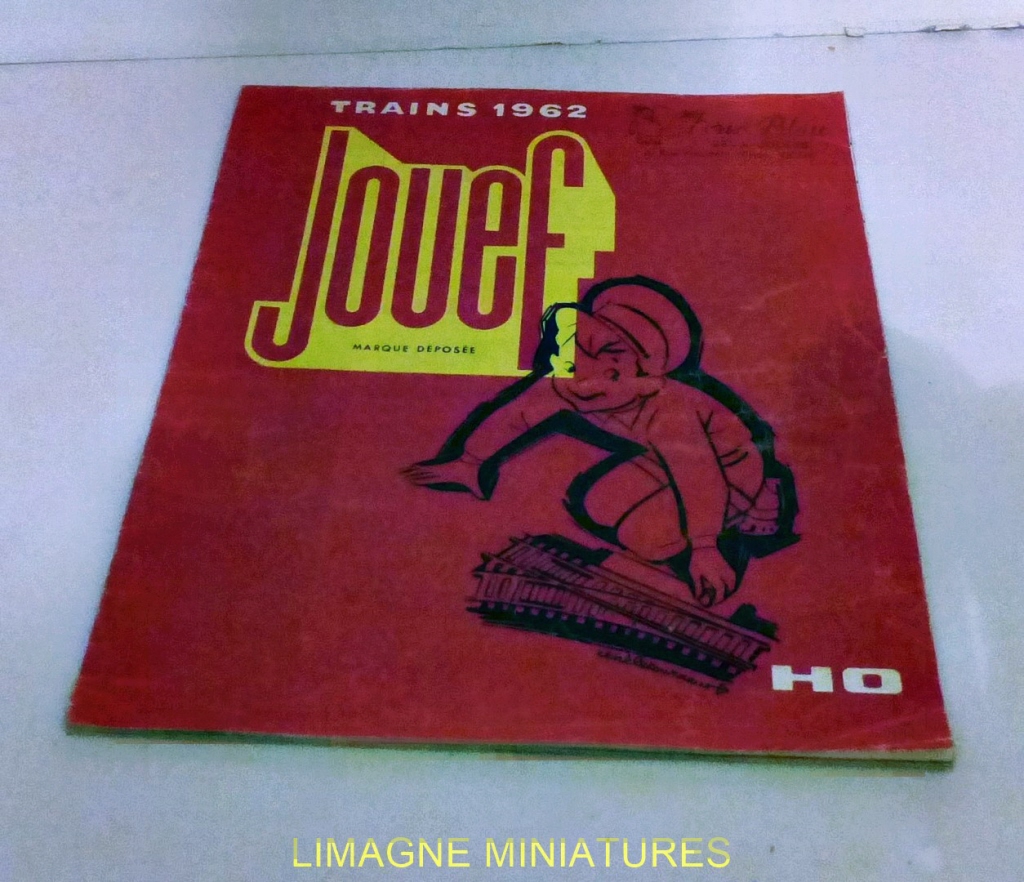 TRAINS 1962
Jouef
MARQUE DÉPOSÉE
HO
LIMAGNE MINIATURES